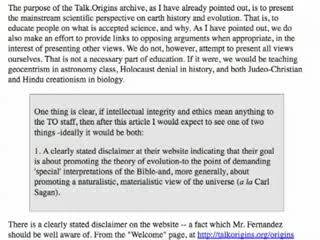 The purpose of the Talk.Origins archive, as I have already pointed out, is to present
the mainstream scientific perspective on earth history and evolution. That is, to
educate people on what is accepted science, and why. As I have pointed out, we do
also make an effort to provide links to opposing arguments when appropriate, in the
interest of presenting other views. We do not, however, attempt to present all views
ourselves. That is not a necessary part of education. If it were, we would be teaching
geocentrism in astronomy class, Holocaust denial in history, and both Judeo-Christian
and Hindu creationism in biology.
One thing is clear, if intellectual integrity and ethics mean anything to
the TO staff, then after this article I would expect to see one of two
things -ideally it would be both:
1. A clearly stated disclaimer at their website indicating that their goal
is about promoting the theory of evolution-to the point of demanding
'special' interpretations of the Bible-and, more generally, about
promoting a naturalistic, materialistic view of the universe (a la Carl
Sagan).
There is a clearly stated disclaimer on the website -- a fact which Mr. Fernandez
should be well aware of. From the "Welcome" page, at http://talkorigins.org/origins